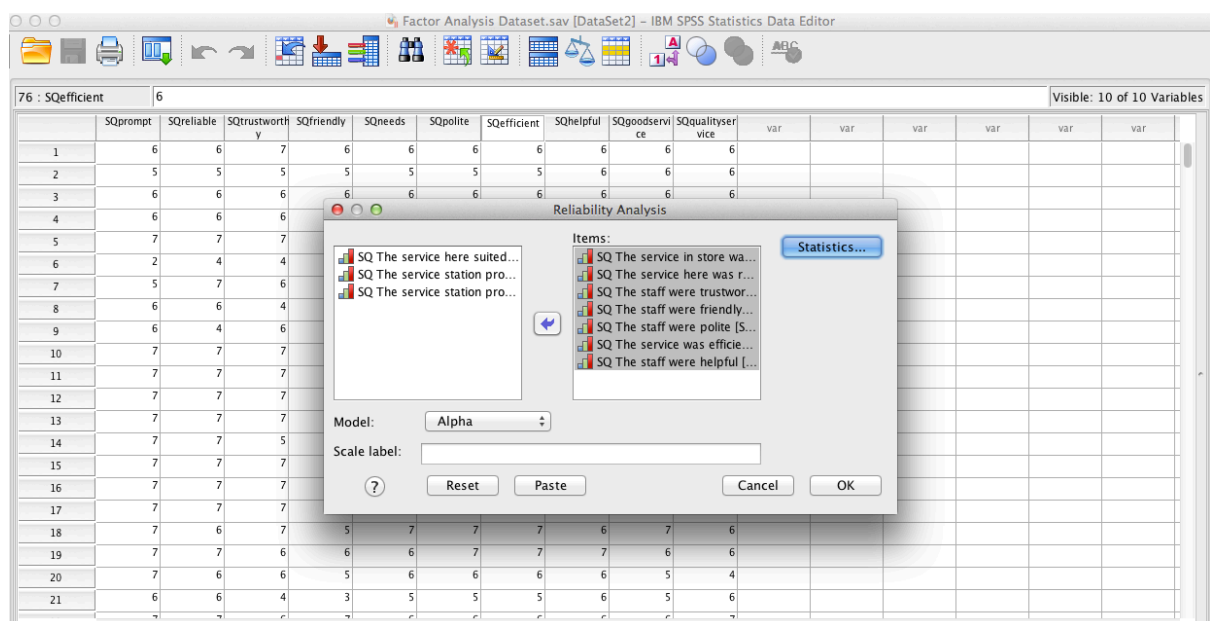 Factor Analysis Dataset.sav [DataSet2] – IBM SPSS Statistics Data Editor
A
1
ABC
76 : SQefficient 6 Visible: 10 of 10 Variables
SQprompt SQreliable SQtrustworthy SQfriendly SQneeds SQpolite SQefficient SQhelpful SQgoodservice SQqualityservice var var var var var var
1 6 6 7 6 6 6 6 6 6 6
2 5 5 5 5 5 5 5 6 6 6
3 6 6 6 6 6 6 6 6 6 6
4 6 6 6
5 7 7 7
6 2 4 4
7 5 7 6
8 6 6 4
9 6 4 6
10 7 7 7
11 7 7 7
12 7 7 7
13 7 7 7
14 7 7 5
15 7 7 7
16 7 7 7
17 7 7 7
18 7 6 7 5 7 7 7 6 7 6
19 7 7 6 6 6 7 7 7 6 6
20 7 6 6 5 6 6 6 6 5 4
21 6 6 4 3 5 5 5 6 5 6
Reliability Analysis
Items:
Statistics...
SQ The service here suited...
SQ The service station pro...
SQ The service station pro...
SQ The service in store wa...
SQ The service here was r...
SQ The staff were trustwor...
SQ The staff were friendly...
SQ The staff were polite [S...
SQ The service was efficie...
SQ The staff were helpful [...
Model: Alpha
Scale label:
? Reset Paste Cancel OK